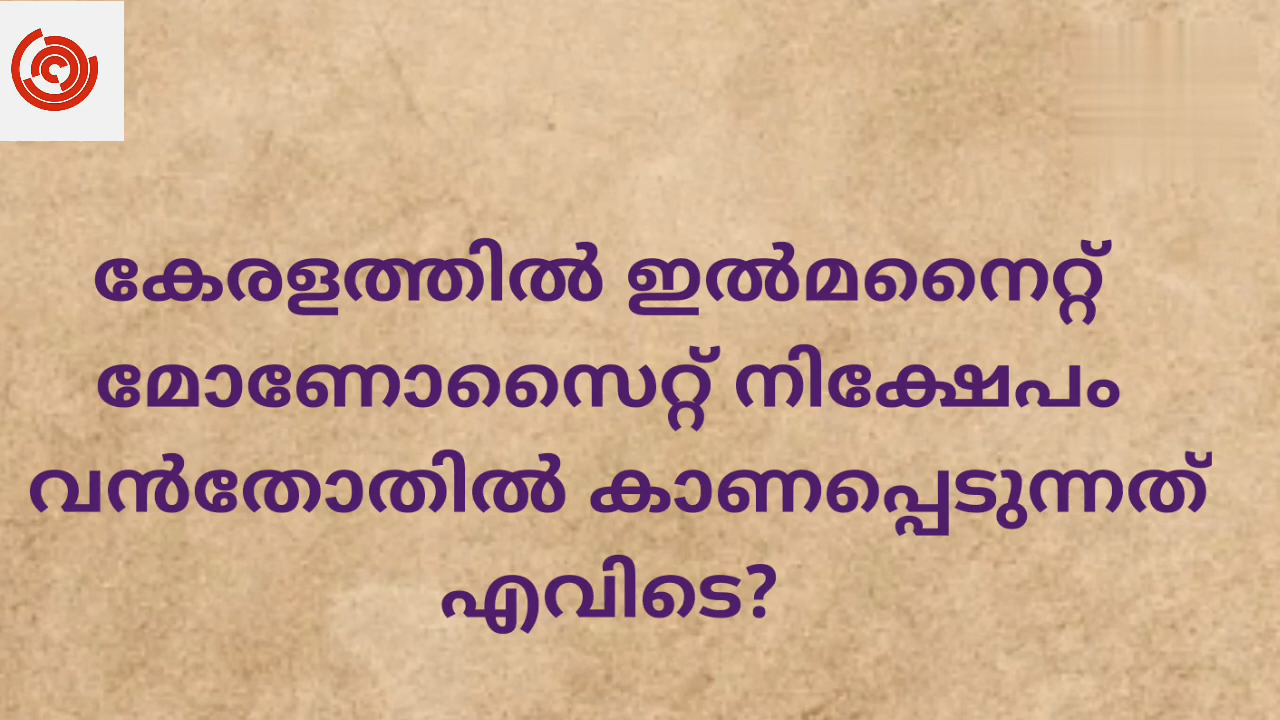 കേരളത്തിൽ ഇൽമനൈറ്റ്
മോണോസൈറ്റ് നിക്ഷേപം
വൻതോതിൽ കാണപ്പെടുന്നത്
എവിടെ?